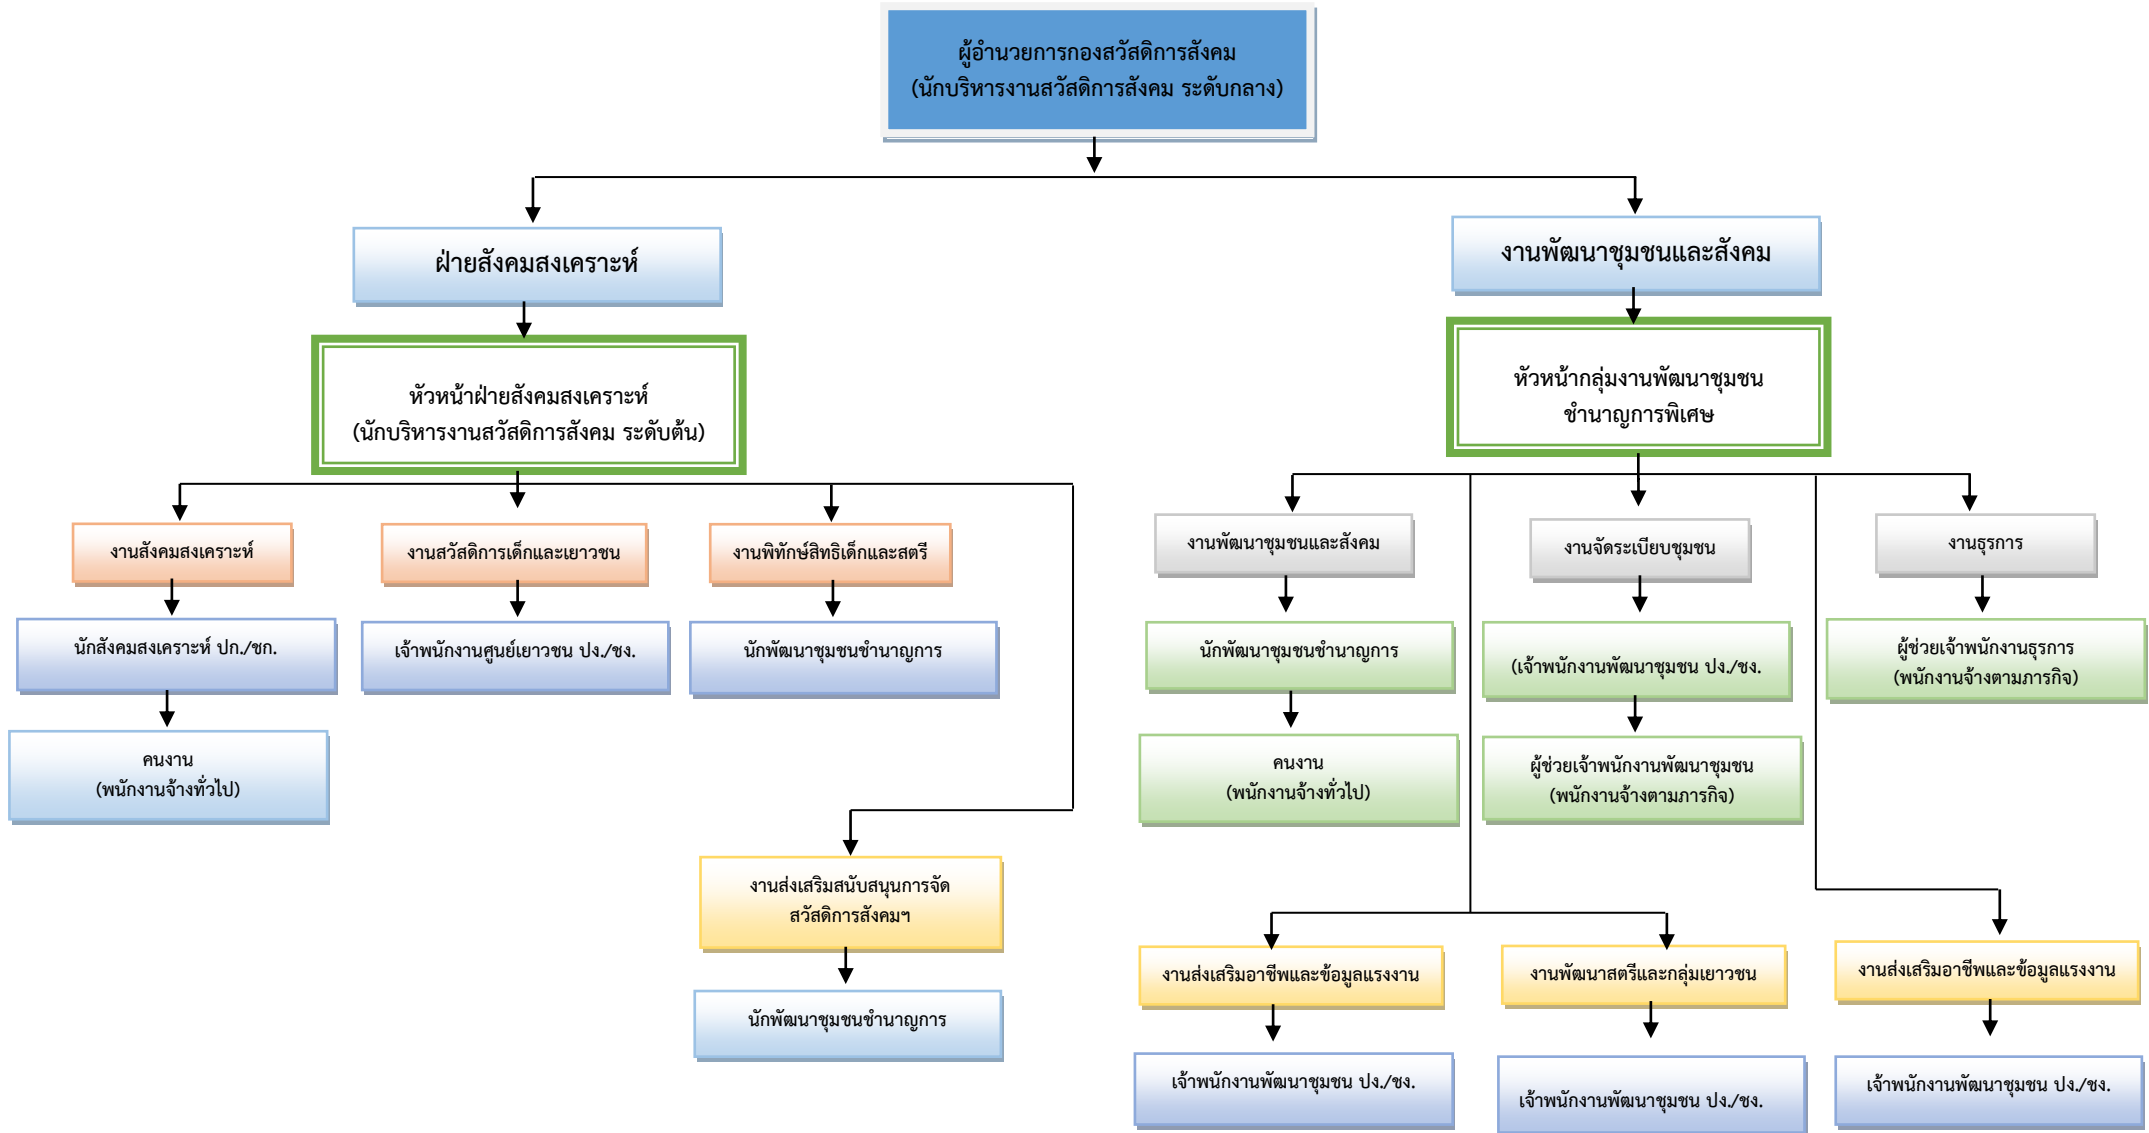 ผู้อำนวยการกองสวัสดิการสังคม
(นักบริหารงานสวัสดิการสังคม ระดับกลาง)
ฝ่ายสังคมสงเคราะห์
งานพัฒนาชุมชนและสังคม
หัวหน้าฝ่ายสังคมสงเคราะห์
(นักบริหารงานสวัสดิการสังคม ระดับต้น)
หัวหน้ากลุ่มงานพัฒนาชุมชน
ชำนาญการพิเศษ
งานสังคมสงเคราะห์
งานสวัสดิการเด็กและเยาวชน
งานพิทักษ์สิทธิเด็กและสตรี
งานพัฒนาชุมชนและสังคม
งานจัดระเบียบชุมชน
งานธุรการ
นักสังคมสงเคราะห์ ปก./ชก.
เจ้าพนักงานศูนย์เยาวชน ปง./ชง.
นักพัฒนาชุมชนชำนาญการ
นักพัฒนาชุมชนชำนาญการ
(เจ้าพนักงานพัฒนาชุมชน ปง./ชง.
ผู้ช่วยเจ้าพนักงานธุรการ
(พนักงานจ้างตามภารกิจ)
คนงาน
(พนักงานจ้างทั่วไป)
คนงาน
(พนักงานจ้างทั่วไป)
ผู้ช่วยเจ้าพนักงานพัฒนาชุมชน
(พนักงานจ้างตามภารกิจ)
งานส่งเสริมสนับสนุนการจัด
สวัสดิการสังคมฯ
งานส่งเสริมอาชีพและข้อมูลแรงงาน
งานพัฒนาสตรีและกลุ่มเยาวชน
งานส่งเสริมอาชีพและข้อมูลแรงงาน
นักพัฒนาชุมชนชำนาญการ
เจ้าพนักงานพัฒนาชุมชน ปง./ชง.
เจ้าพนักงานพัฒนาชุมชน ปง./ชง.
เจ้าพนักงานพัฒนาชุมชน ปง./ชง.